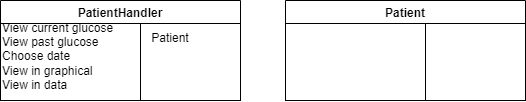 PatientHandler
View current glucose
View past glucose
Choose date
View in graphical
View in data
Patient
Patient